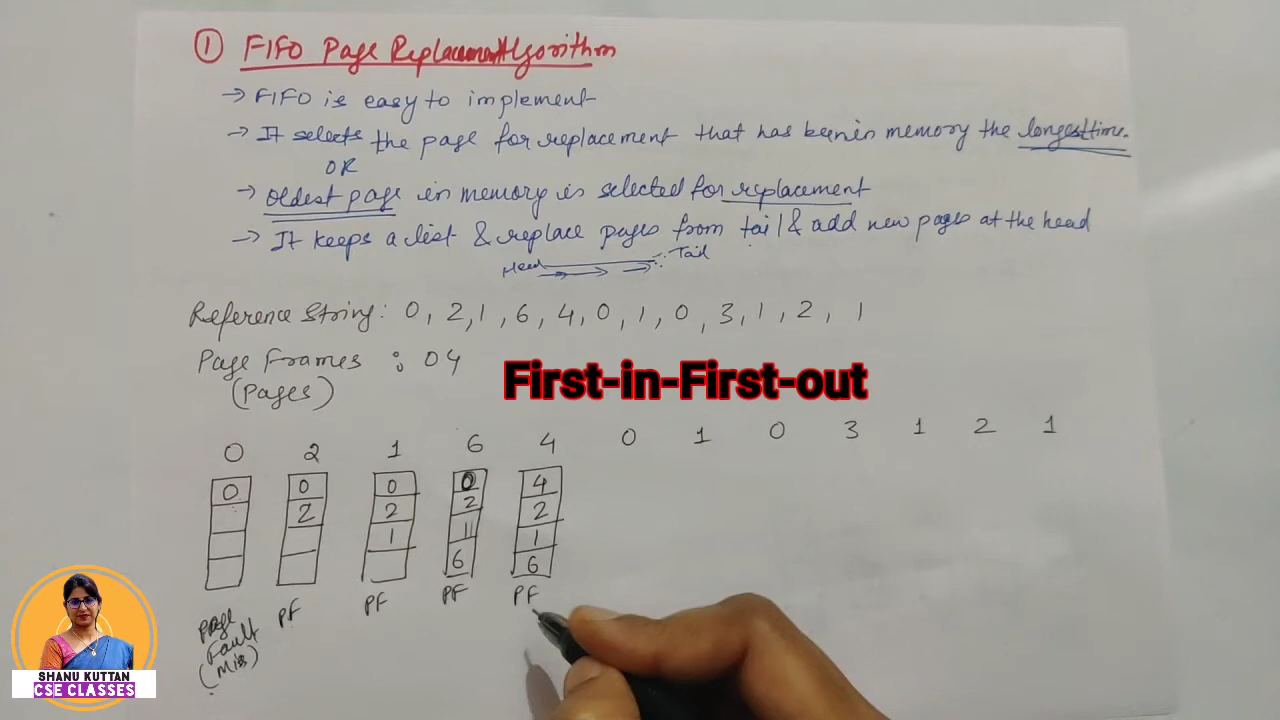 ① FIFO Page Replacement Algorithm
→ FIFO is easy to implement
→ It selects the page for replacement that has been in memory the longest time.
OR
→ Oldest page in memory is selected for replacement
→ It keeps a list & replace pages from tail & add new pages at the head
Head Tail
Reference String: 0, 2, 1, 6, 4, 0, 1, 0, 3, 1, 2, 1
Page Frames : 04
(Pages)
First-in-First-out
0 2 1 6 4 0 1 0 3 1 2 1
0 0 0 0 4
2 2 2 2
1 1 1
6 6
Page Fault (Miss) PF PF PF PF
SHANU KUTTAN
CSE CLASSES